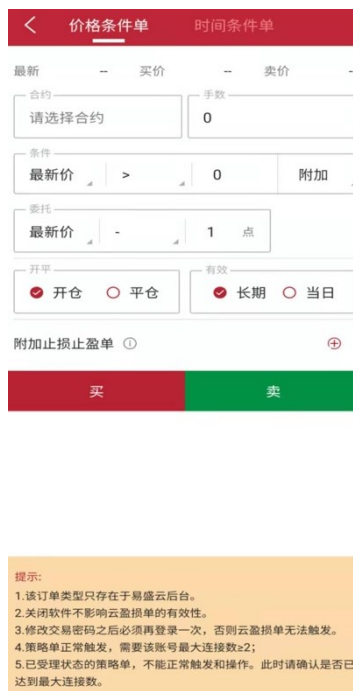 价格条件单 时间条件单
最新 -- 买价 -- 卖价 -
合约 手数
请选择合约 0
条件
最新价 > 0 附加
委托
最新价 - 1 点
开平 有效
开仓 平仓 长期 当日
附加止损止盈单
买 卖
提示:
1.该订单类型只存在于易盛云后台。
2.关闭软件不影响云盈损单的有效性。
3.修改交易密码之后必须再登录一次，否则云盈损单无法触发。
4.策略单正常触发，需要该账号最大连接数≥2;
5.已受理状态的策略单，不能正常触发和操作。此时请确认是否已
达到最大连接数。